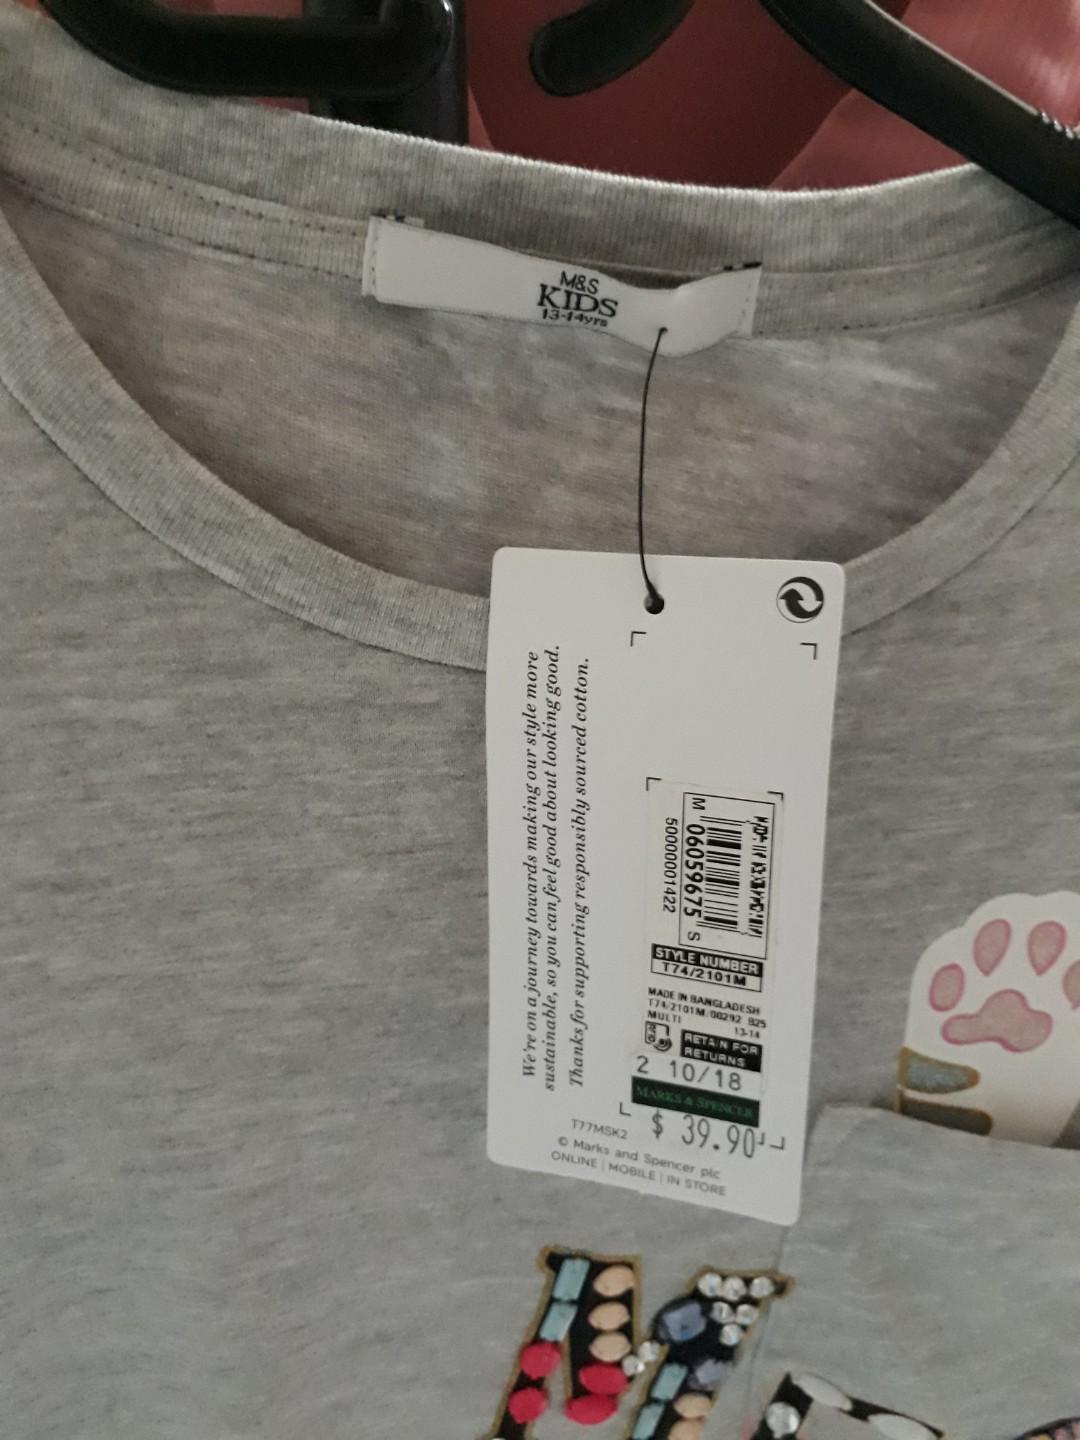 M&S
KIDS
13-14yrs
We're on a journey towards making our style more
sustainable, so you can feel good about looking good.
Thanks for supporting responsibly sourced cotton.
M 06059675 S
50000001422
STYLE NUMBER
T74/2101M
MADE IN BANGLADESH
T74/2101M/00292 B25
MULTI 13-14
RETAIN FOR
RETURNS
2 10/18
MARKS & SPENCER
$ 39.90
T77MSK2
© Marks and Spencer plc
ONLINE | MOBILE | IN STORE